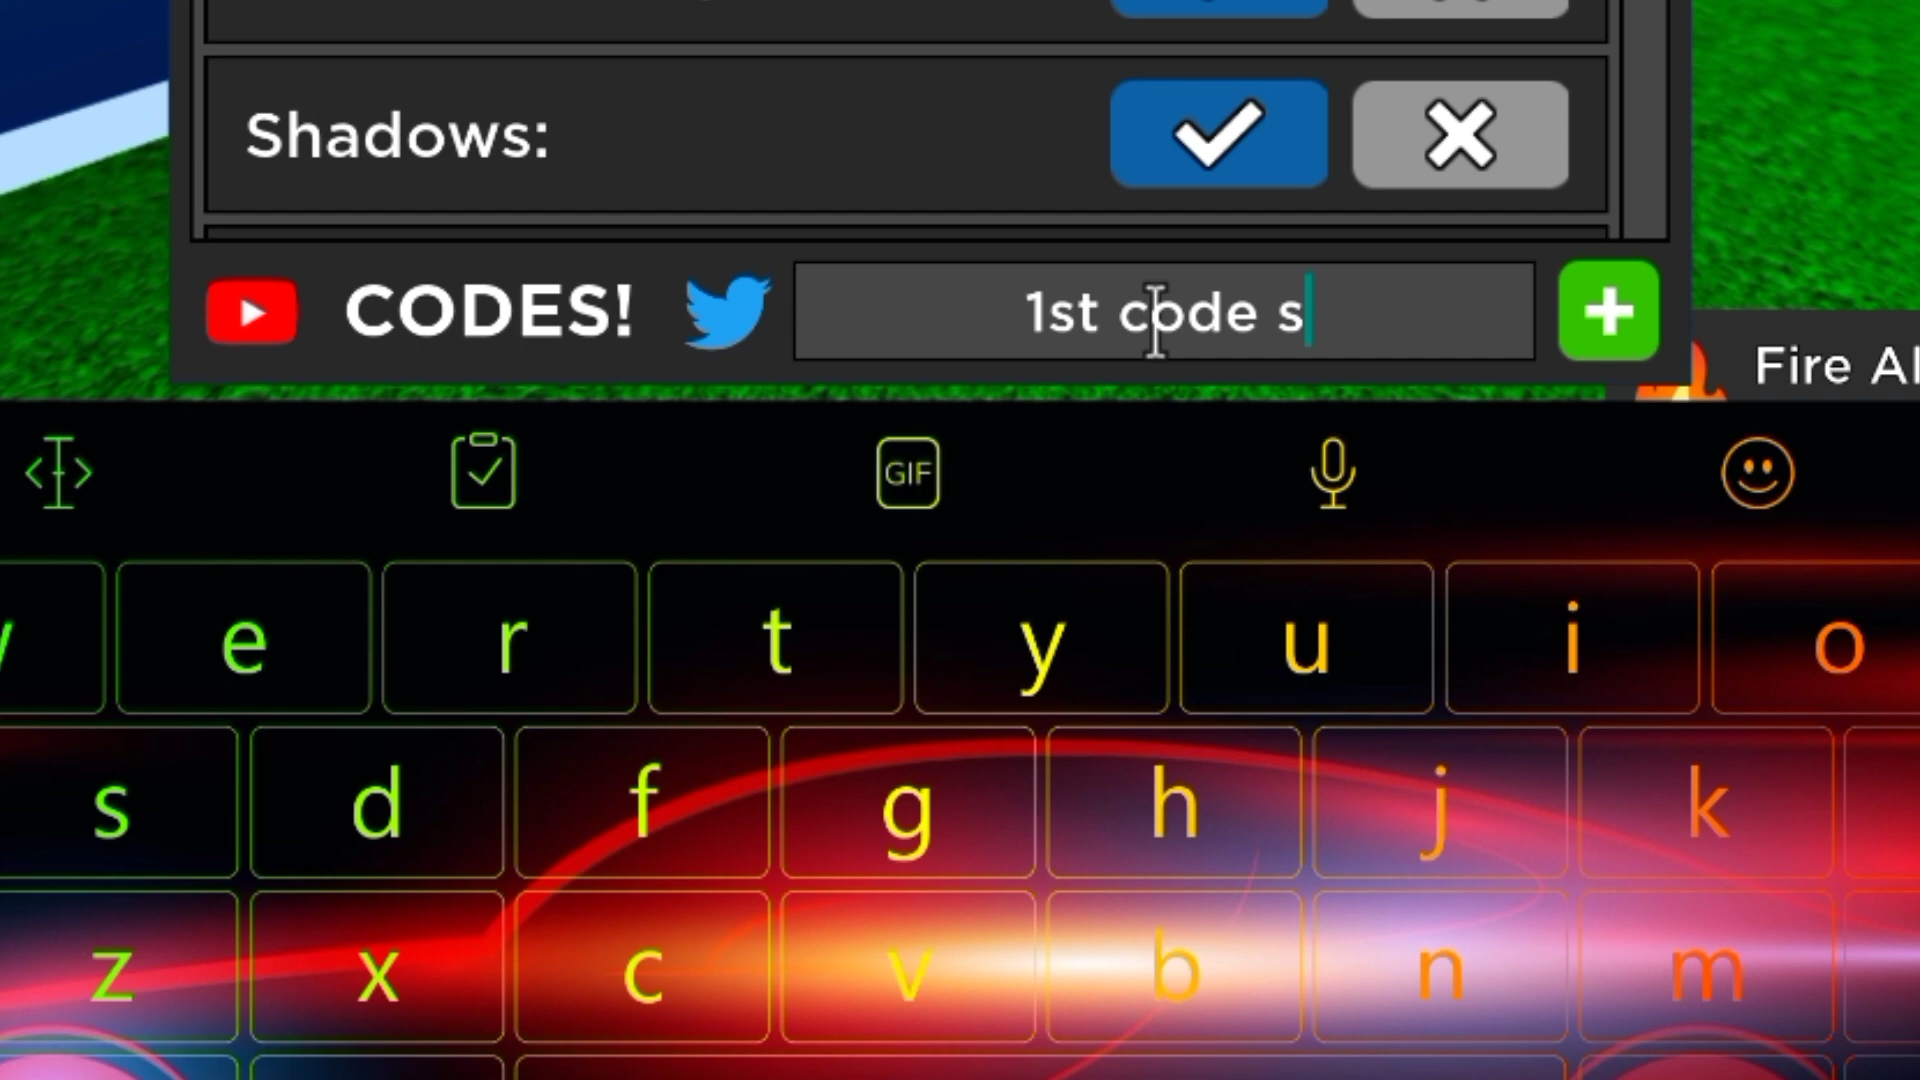 Shadows:
CODES!
1st code s
Fire Al
GIF
e r t y u i o
s d f g h j k
z x c v b n m